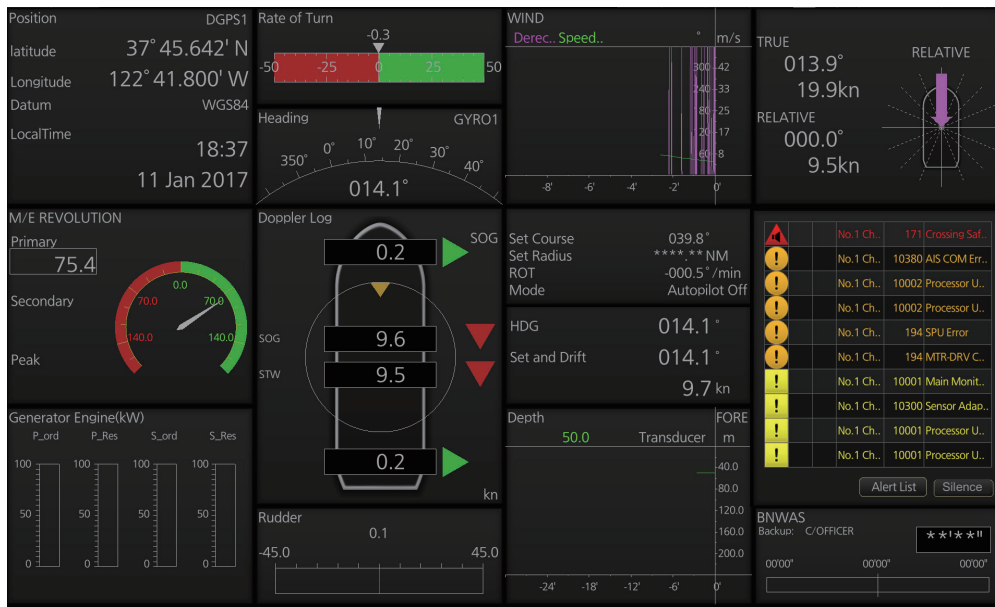 Position DGPS1
latitude 37°45.642' N
Longitude 122°41.800' W
Datum WGS84
LocalTime
18:37
11 Jan 2017
Rate of Turn
-0.3
-50 -25 0 25 50
Heading GYRO1
350° 0° 10° 20° 30° 40°
014.1°
WIND
Derec.. Speed.. ° m/s
300 42
240 33
80 25
20 17
60 8
-8' -6' -4' -2' 0'
TRUE
013.9°
19.9kn
RELATIVE
000.0°
9.5kn
RELATIVE
M/E REVOLUTION
Primary
75.4
Secondary
Peak
0.0
70.0 70.0
140.0 140.0
Doppler Log
SOG
0.2
SOG 9.6
STW 9.5
0.2
kn
Set Course 039.8°
Set Radius ****.** NM
ROT -000.5°/min
Mode Autopilot Off
HDG 014.1°
Set and Drift 014.1°
9.7 kn
No.1 Ch.. 171 Crossing Saf..
No.1 Ch.. 10380 AIS COM Err..
No.1 Ch.. 10002 Processor U..
No.1 Ch.. 10002 Processor U..
No.1 Ch.. 194 SPU Error
No.1 Ch.. 194 MTR-DRV C..
No.1 Ch.. 10001 Main Monit..
No.1 Ch.. 10300 Sensor Adap..
No.1 Ch.. 10001 Processor U..
No.1 Ch.. 10001 Processor U..
Alert List Silence
Generator Engine(kW)
P_ord P_Res S_ord S_Res
100 100 100 100
50 50 50 50
0 0 0 0
Rudder
0.1
-45.0 45.0
Depth FORE
50.0 Transducer m
40.0
80.0
120.0
160.0
200.0
-24' -18' -12' -6' 0'
BNWAS
Backup: C/OFFICER
**'**"
00'00" 00'00" 00'00"